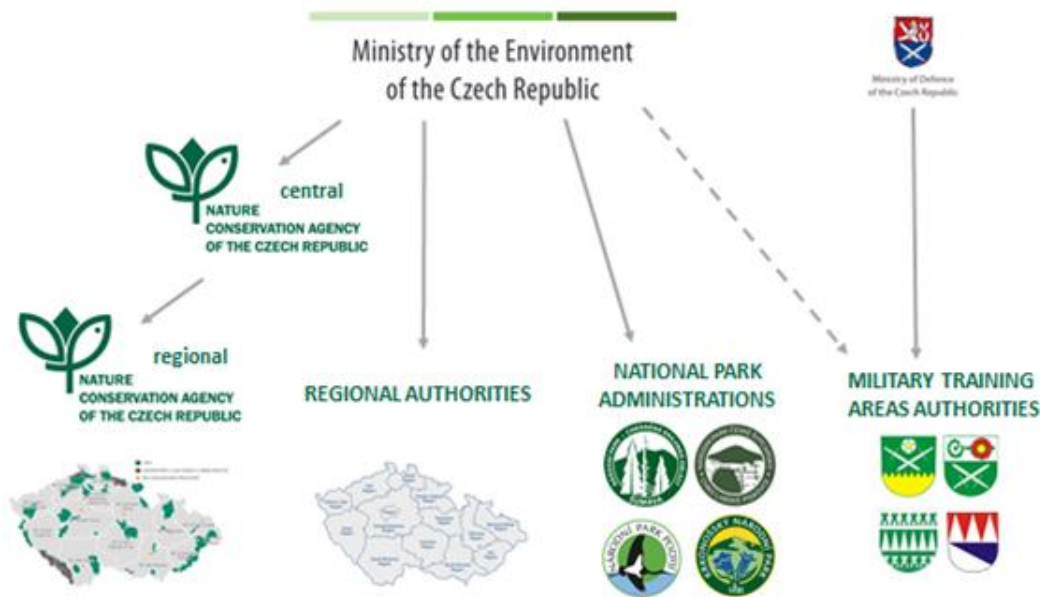 Ministry of the Environment
of the Czech Republic
Ministry of Defence
of the Czech Republic
central
NATURE
CONSERVATION AGENCY
OF THE CZECH REPUBLIC
regional
NATURE
CONSERVATION AGENCY
OF THE CZECH REPUBLIC
REGIONAL AUTHORITIES
NATIONAL PARK
ADMINISTRATIONS
MILITARY TRAINING
AREAS AUTHORITIES
ŠUMAVA
NÁRODNÍ PARK PODYJÍ
KRKONOŠSKÝ NÁRODNÍ PARK